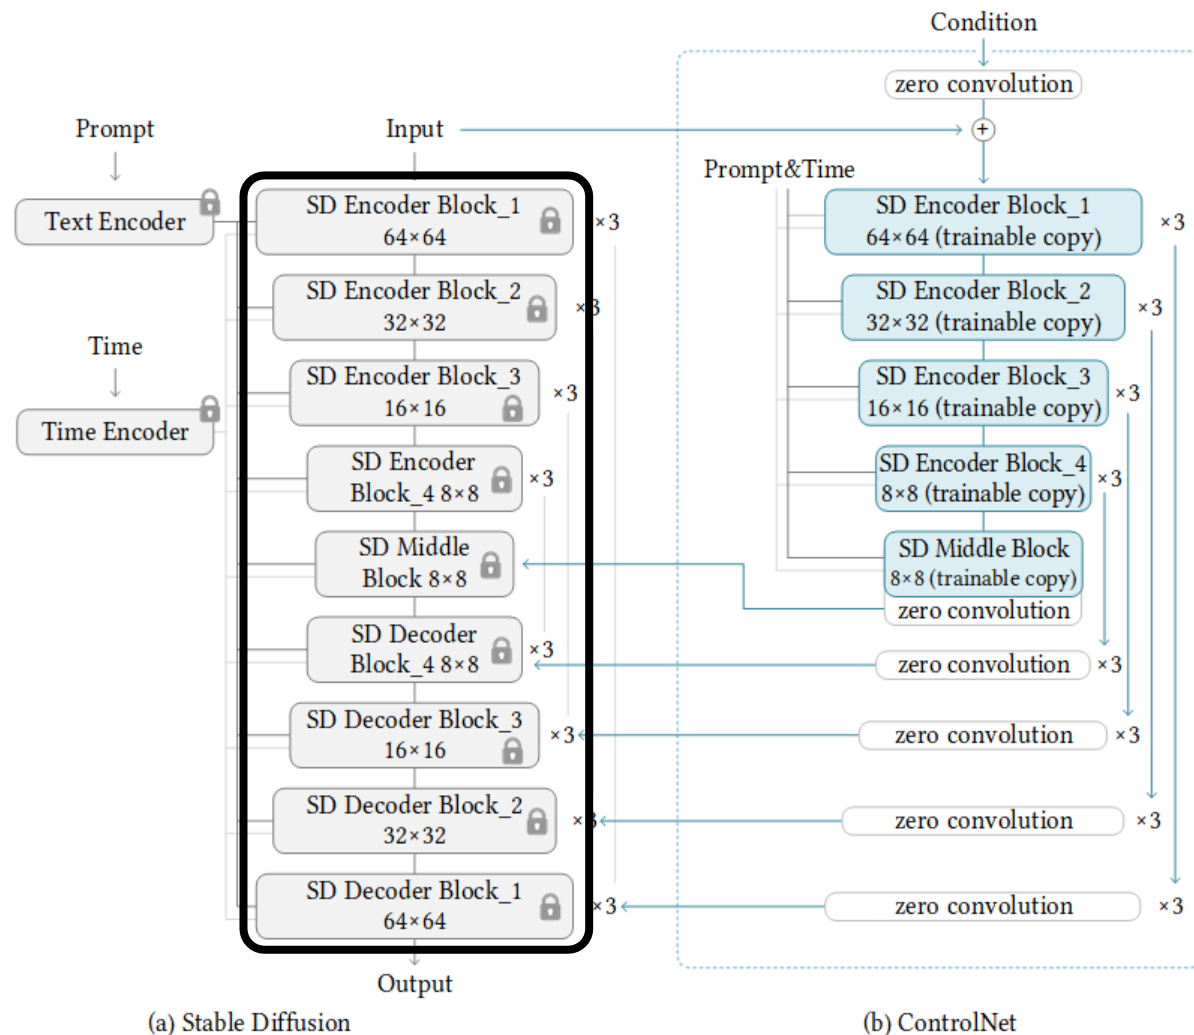 Condition
zero convolution
Prompt
Input
+
Prompt&Time
Text Encoder
SD Encoder Block_1
64×64
×3
SD Encoder Block_1
64×64 (trainable copy)
×3
SD Encoder Block_2
32×32
×3
SD Encoder Block_2
32×32 (trainable copy)
×3
Time
SD Encoder Block_3
16×16
×3
SD Encoder Block_3
16×16 (trainable copy)
×3
Time Encoder
SD Encoder
Block_4 8×8
×3
SD Encoder Block_4
8×8 (trainable copy)
×3
SD Middle
Block 8×8
SD Middle Block
8×8 (trainable copy)
zero convolution
SD Decoder
Block_4 8×8
×3
zero convolution
×3
SD Decoder Block_3
16×16
×3
zero convolution
×3
SD Decoder Block_2
32×32
×3
zero convolution
×3
SD Decoder Block_1
64×64
×3
zero convolution
×3
Output
(a) Stable Diffusion
(b) ControlNet